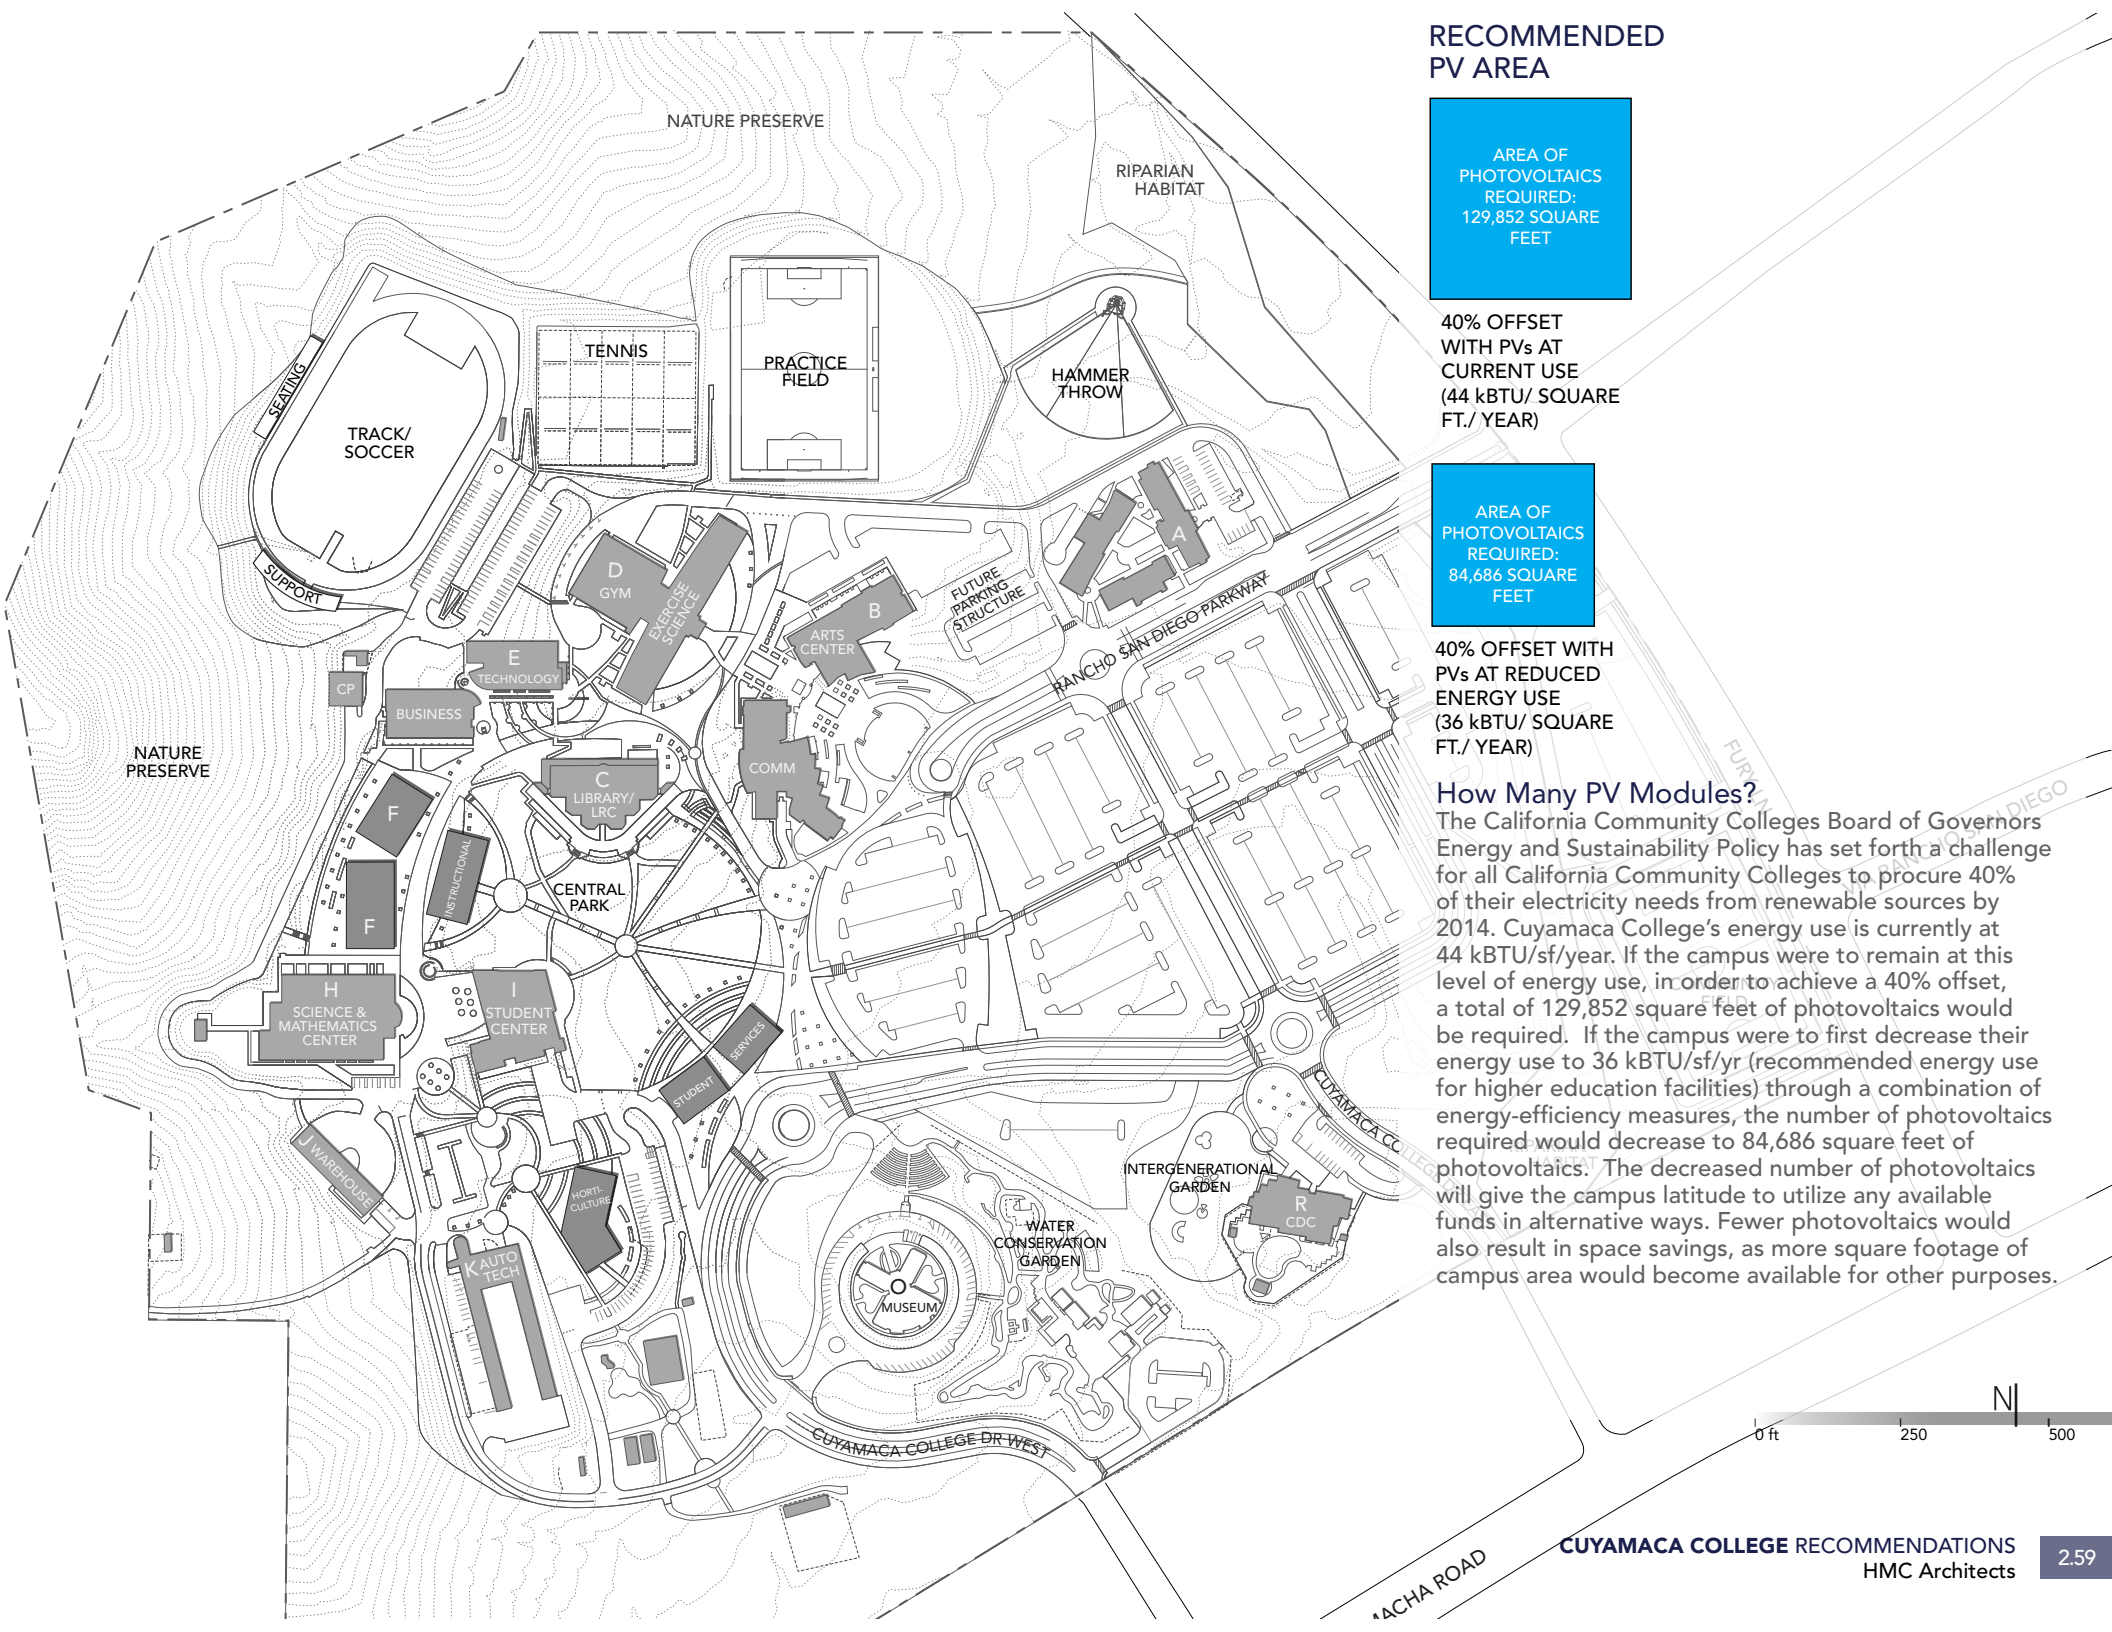 RECOMMENDED
PV AREA
AREA OF
PHOTOVOLTAICS
REQUIRED:
129,852 SQUARE
FEET
40% OFFSET
WITH PVs AT
CURRENT USE
(44 kBTU/ SQUARE
FT./ YEAR)
AREA OF
PHOTOVOLTAICS
REQUIRED:
84,686 SQUARE
FEET
40% OFFSET WITH
PVs AT REDUCED
ENERGY USE
(36 kBTU/ SQUARE
FT./ YEAR)
How Many PV Modules?
The California Community Colleges Board of Governors
Energy and Sustainability Policy has set forth a challenge
for all California Community Colleges to procure 40%
of their electricity needs from renewable sources by
2014. Cuyamaca College's energy use is currently at
44 kBTU/sf/year. If the campus were to remain at this
level of energy use, in order to achieve a 40% offset,
a total of 129,852 square feet of photovoltaics would
be required.  If the campus were to first decrease their
energy use to 36 kBTU/sf/yr (recommended energy use
for higher education facilities) through a combination of
energy-efficiency measures, the number of photovoltaics
required would decrease to 84,686 square feet of
photovoltaics.  The decreased number of photovoltaics
will give the campus latitude to utilize any available
funds in alternative ways. Fewer photovoltaics would
also result in space savings, as more square footage of
campus area would become available for other purposes.
NATURE PRESERVE
RIPARIAN
HABITAT
TENNIS
PRACTICE
FIELD
HAMMER
THROW
SEATING
TRACK/
SOCCER
SUPPORT
D
GYM
EXERCISE
SCIENCE
A
B
ARTS
CENTER
FUTURE
PARKING
STRUCTURE
RANCHO SAN DIEGO PARKWAY
E
TECHNOLOGY
CP
BUSINESS
NATURE
PRESERVE
COMM
C
LIBRARY/
LRC
F
INSTRUCTIONAL
CENTRAL
PARK
F
H
SCIENCE &
MATHEMATICS
CENTER
I
STUDENT
CENTER
SERVICES
STUDENT
J WAREHOUSE
HORTI-
CULTURE
K AUTO
TECH
INTERGENERATIONAL
GARDEN
R
CDC
WATER
CONSERVATION
GARDEN
O
MUSEUM
CUYAMACA COLLEGE DR WEST
CUYAMACA COLLEGE
FURY LN
VIA RANCHO SAN DIEGO
COMMUNITY
FIELD
RIPARIAN
HABITAT
MACHA ROAD
N
0 ft
250
500
CUYAMACA COLLEGE RECOMMENDATIONS
HMC Architects
2.59